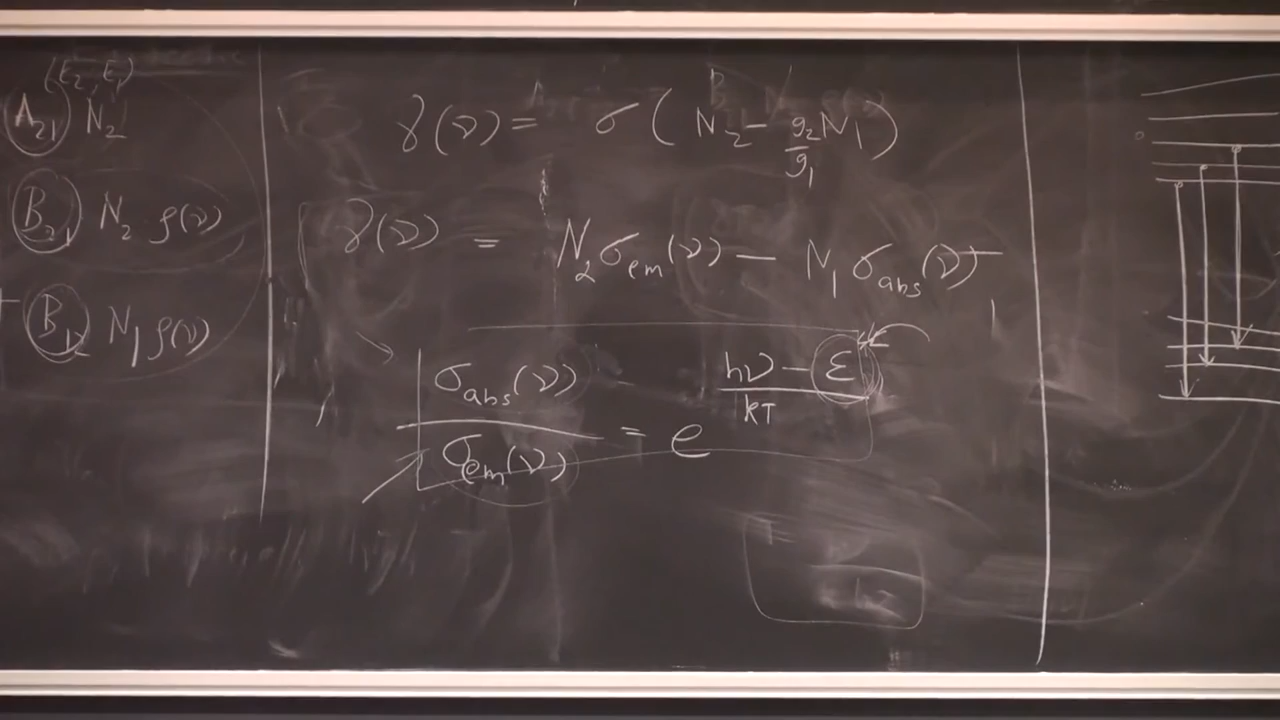 (E₂, E₁)
A₂₁ N₂
B₂₁ N₂ ρ(ν)
B₁₂ N₁ ρ(ν)
γ(ν) = σ ( N₂ - g₂/g₁ N₁ )
γ(ν) = N₂ σem(ν) - N₁ σabs(ν)
σabs(ν) / σem(ν) = e^((hν - ε)/kT)